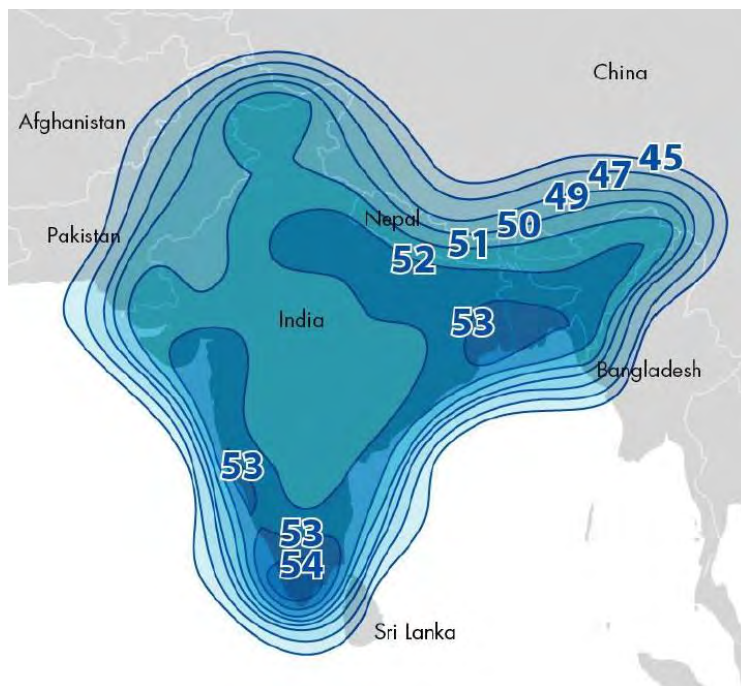 China
Afghanistan
45
47
49
Nepal
50
Pakistan
51
52
India
53
Bangladesh
53
53
54
Sri Lanka